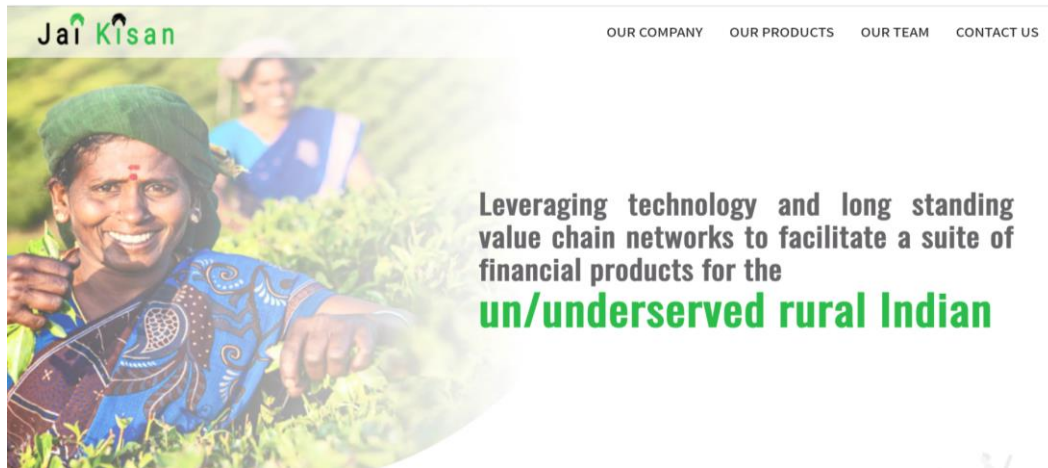 Jai Kisan
OUR COMPANY OUR PRODUCTS OUR TEAM CONTACT US
Leveraging technology and long standing
value chain networks to facilitate a suite of
financial products for the
un/underserved rural Indian